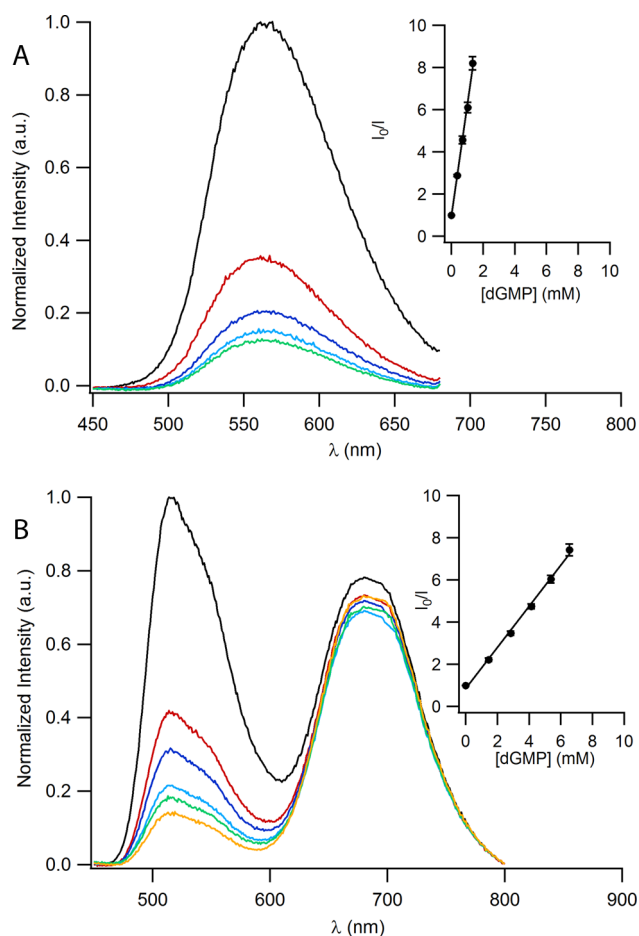 A
Normalized Intensity (a.u.)
1.0
0.8
0.6
0.4
0.2
0.0
450 500 550 600 650 700 750 800
λ (nm)
I0/I
10
8
6
4
2
0
0 2 4 6 8 10
[dGMP] (mM)
B
Normalized Intensity (a.u.)
1.0
0.8
0.6
0.4
0.2
0.0
500 600 700 800 900
λ (nm)
I0/I
10
8
6
4
2
0
0 2 4 6 8 10
[dGMP] (mM)